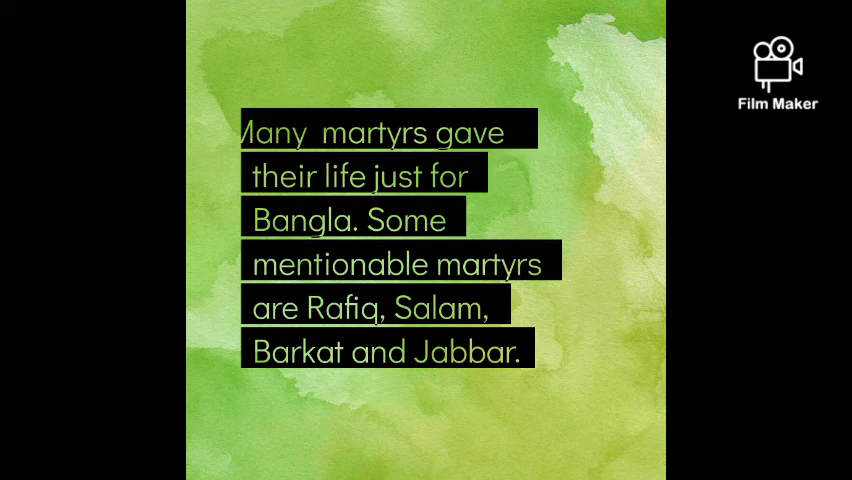 Many martyrs gave
their life just for
Bangla. Some
mentionable martyrs
are Rafiq, Salam,
Barkat and Jabbar.
Film Maker